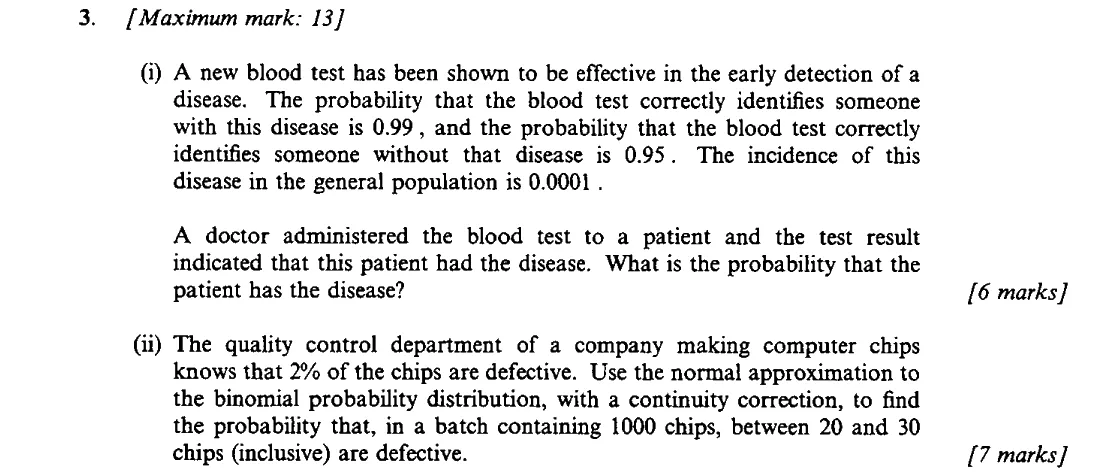 3. [Maximum mark: 13]
(i) A new blood test has been shown to be effective in the early detection of a
disease. The probability that the blood test correctly identifies someone
with this disease is 0.99 , and the probability that the blood test correctly
identifies someone without that disease is 0.95 . The incidence of this
disease in the general population is 0.0001 .
A doctor administered the blood test to a patient and the test result
indicated that this patient had the disease. What is the probability that the
patient has the disease? [6 marks]
(ii) The quality control department of a company making computer chips
knows that 2% of the chips are defective. Use the normal approximation to
the binomial probability distribution, with a continuity correction, to find
the probability that, in a batch containing 1000 chips, between 20 and 30
chips (inclusive) are defective. [7 marks]